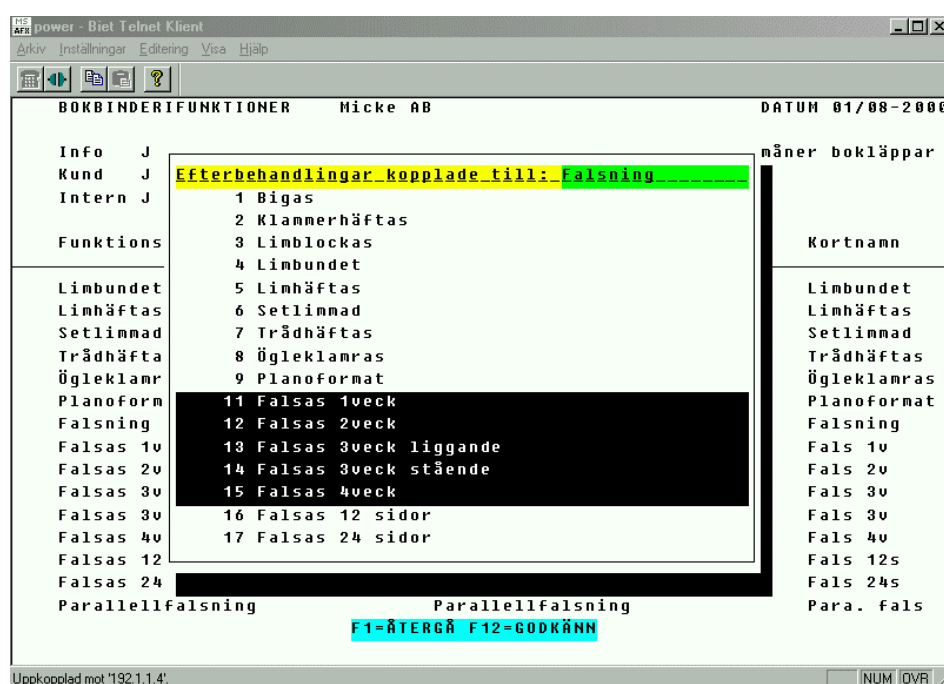 MS AFX power - Biet Telnet Klient
Arkiv Inställningar Editering Visa Hjälp
BOKBINDERIFUNKTIONER Micke AB DATUM 01/08-2000
Info J måner bokläppar
Kund J Efterbehandlingar kopplade till: Falsning
Intern J 1 Bigas
2 Klammerhäftas
Funktions 3 Limblockas Kortnamn
4 Limbundet
Limbundet 5 Limhäftas Limbundet
Limhäftas 6 Setlimmad Limhäftas
Setlimmad 7 Trådhäftas Setlimmad
Trådhäfta 8 Ögleklamras Trådhäftas
Ögleklamr 9 Planoformat Ögleklamras
Planoform 11 Falsas 1veck Planoformat
Falsning 12 Falsas 2veck Falsning
Falsas 1v 13 Falsas 3veck liggande Fals 1v
Falsas 2v 14 Falsas 3veck stående Fals 2v
Falsas 3v 15 Falsas 4veck Fals 3v
Falsas 3v 16 Falsas 12 sidor Fals 3v
Falsas 4v 17 Falsas 24 sidor Fals 4v
Falsas 12 Fals 12s
Falsas 24 Fals 24s
Parallellfalsning Parallellfalsning Para. fals
F1=ÅTERGÅ F12=GODKÄNN
Uppkopplad mot '192.1.1.4'. NUM OVR